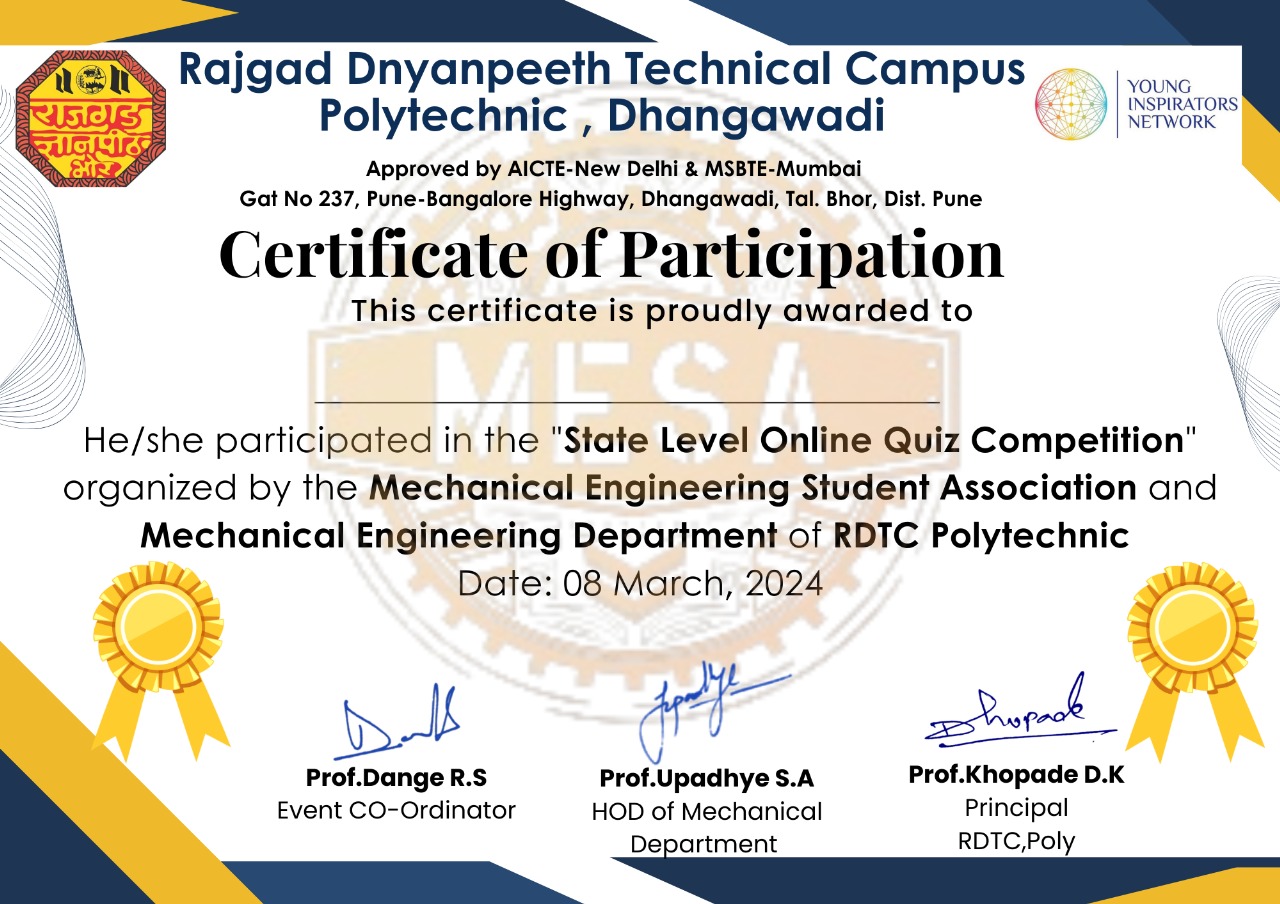 Rajgad Dnyanpeeth Technical Campus
Polytechnic , Dhangawadi
राजगड
ज्ञानपीठ
भोर
YOUNG
INSPIRATORS
NETWORK
Approved by AICTE-New Delhi & MSBTE-Mumbai
Gat No 237, Pune-Bangalore Highway, Dhangawadi, Tal. Bhor, Dist. Pune
Certificate of Participation
This certificate is proudly awarded to
MESA
He/she participated in the "State Level Online Quiz Competition"
organized by the Mechanical Engineering Student Association and
Mechanical Engineering Department of RDTC Polytechnic
Date: 08 March, 2024
Khopade
Prof.Dange R.S
Event CO-Ordinator
Prof.Upadhye S.A
HOD of Mechanical
Department
Prof.Khopade D.K
Principal
RDTC,Poly